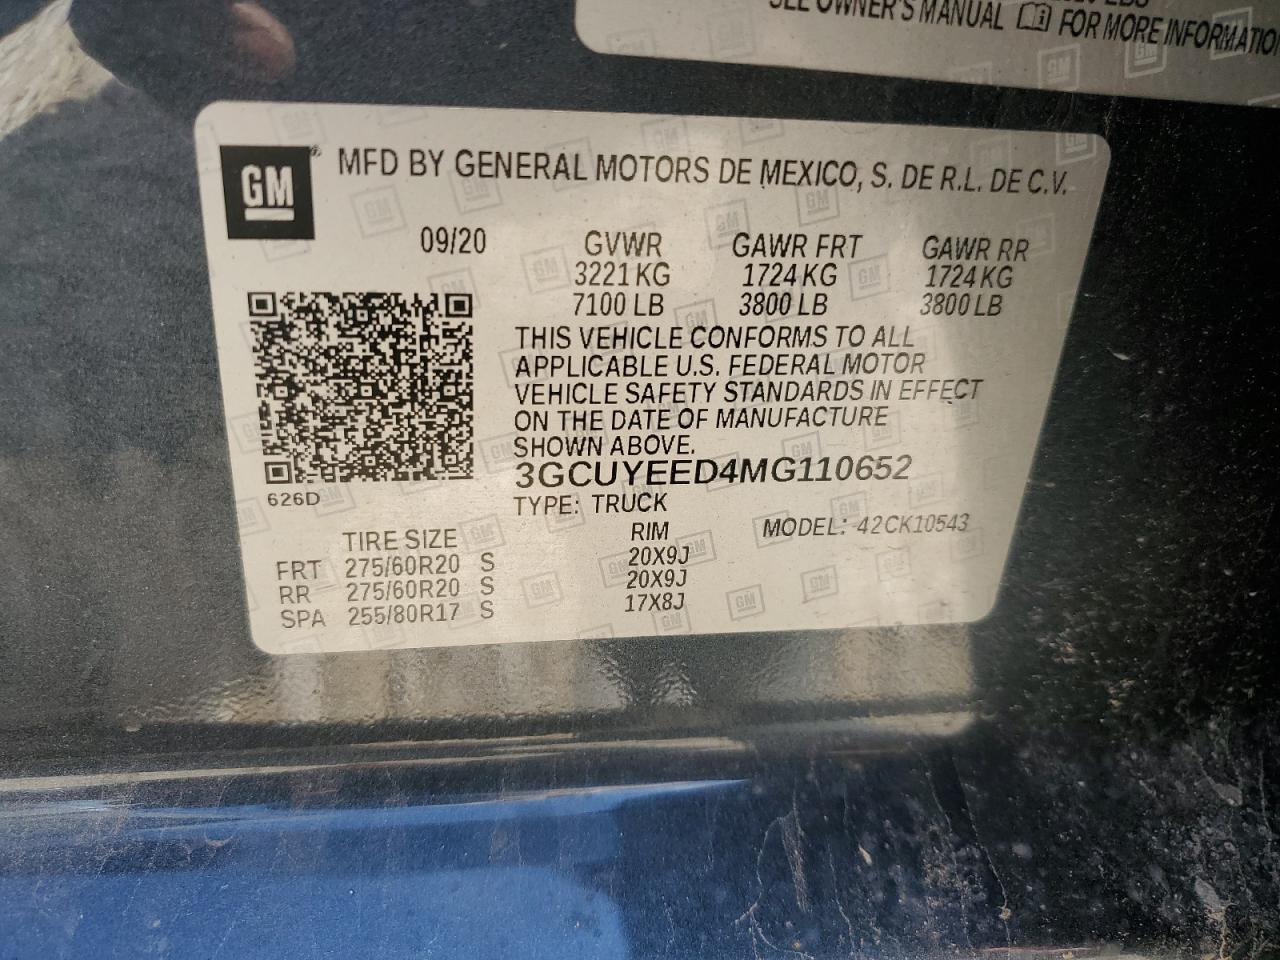 SEE OWNER'S MANUAL FOR MORE INFORMATION
GM ®
MFD BY GENERAL MOTORS DE MEXICO, S. DE R.L. DE C.V.
09/20 GVWR GAWR FRT GAWR RR
3221 KG 1724 KG 1724 KG
7100 LB 3800 LB 3800 LB
THIS VEHICLE CONFORMS TO ALL
APPLICABLE U.S. FEDERAL MOTOR
VEHICLE SAFETY STANDARDS IN EFFECT
ON THE DATE OF MANUFACTURE
SHOWN ABOVE.
3GCUYEED4MG110652
626D
TYPE: TRUCK
TIRE SIZE RIM MODEL: 42CK10543
FRT 275/60R20 S 20X9J
RR 275/60R20 S 20X9J
SPA 255/80R17 S 17X8J